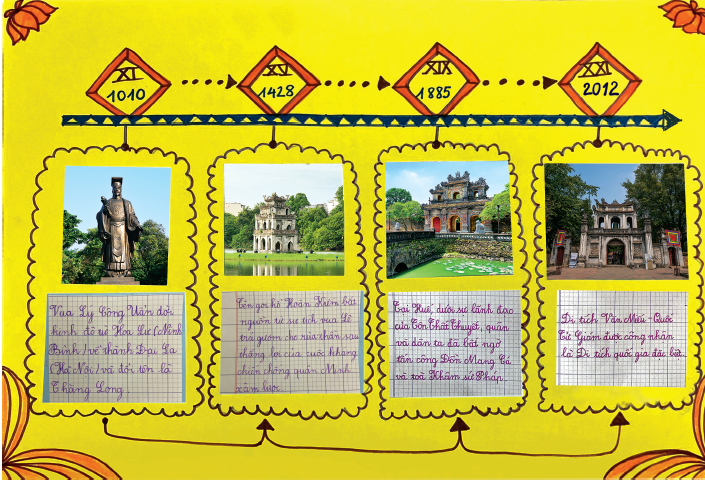 XI
1010
XV
1428
XIX
1885
XXI
2012
Vua Lý Công Uẩn dời
kinh đô từ Hoa Lư (Ninh
Bình) về thành Đại La
(Hà Nội) và đổi tên là
Thăng Long.
Tên gọi hồ Hoàn Kiếm bắt
nguồn từ sự tích vua Lê
trả gươm cho rùa thần sau
thắng lợi của cuộc kháng
chiến chống quân Minh
xâm lược.
Tại Huế, dưới sự lãnh đạo
của Tôn Thất Thuyết, quân
và dân ta đã bất ngờ
tấn công Đồn Mang Cá
và toà Khâm sứ Pháp.
Di tích Văn Miếu - Quốc
Tử Giám được công nhận
là Di tích quốc gia đặc biệt.